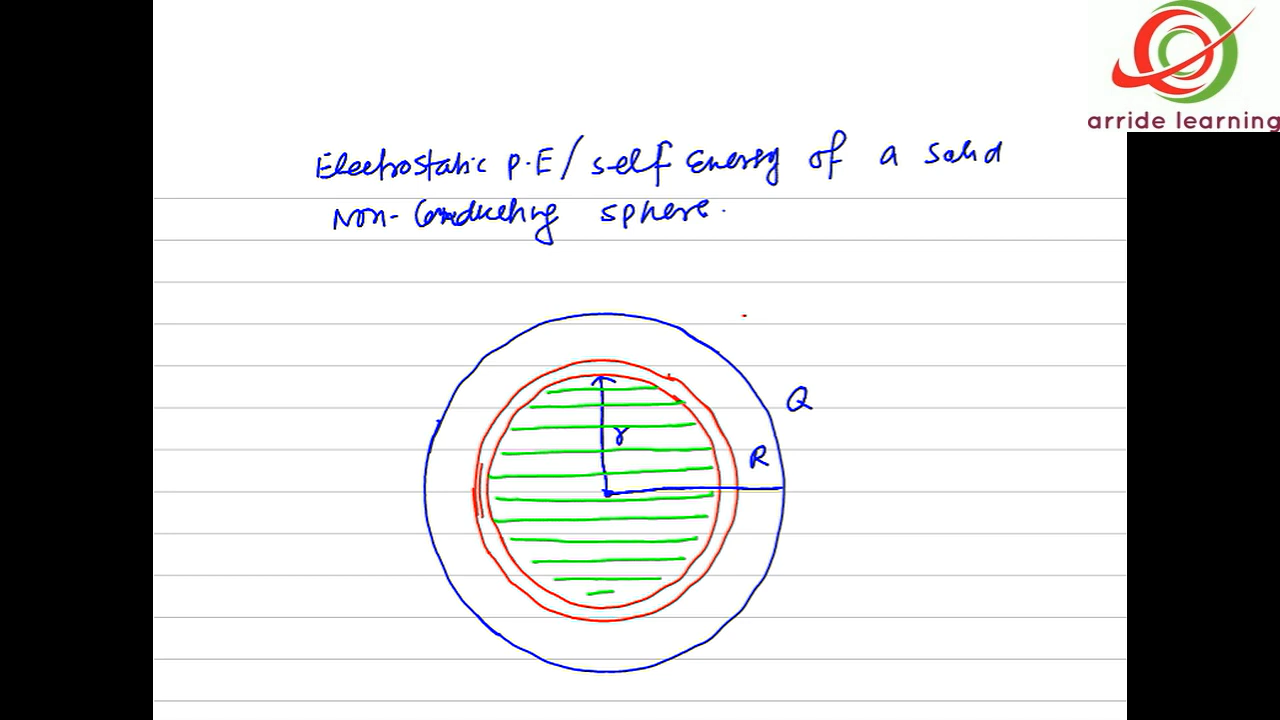 arride learning
Electrostatic P.E / self Energy of a solid
Non-Conducting sphere.
Q
r
R